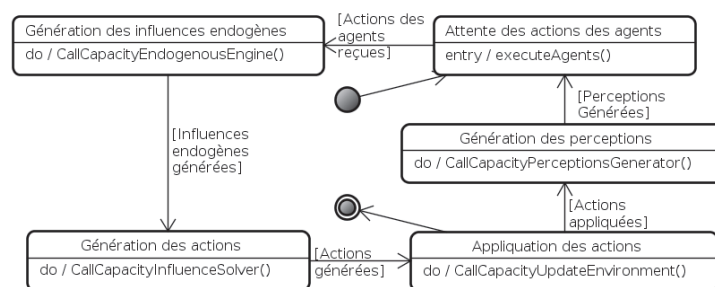 Génération des influences endogènes
do / CallCapacityEndogenousEngine()
[Actions des
agents
reçues]
Attente des actions des agents
entry / executeAgents()
[Perceptions
Générées]
Génération des perceptions
do / CallCapacityPerceptionsGenerator()
[Influences
endogènes
générées]
[Actions
appliquées]
Génération des actions
do / CallCapacityInfluenceSolver()
[Actions
générées]
Appliquation des actions
do / CallCapacityUpdateEnvironment()